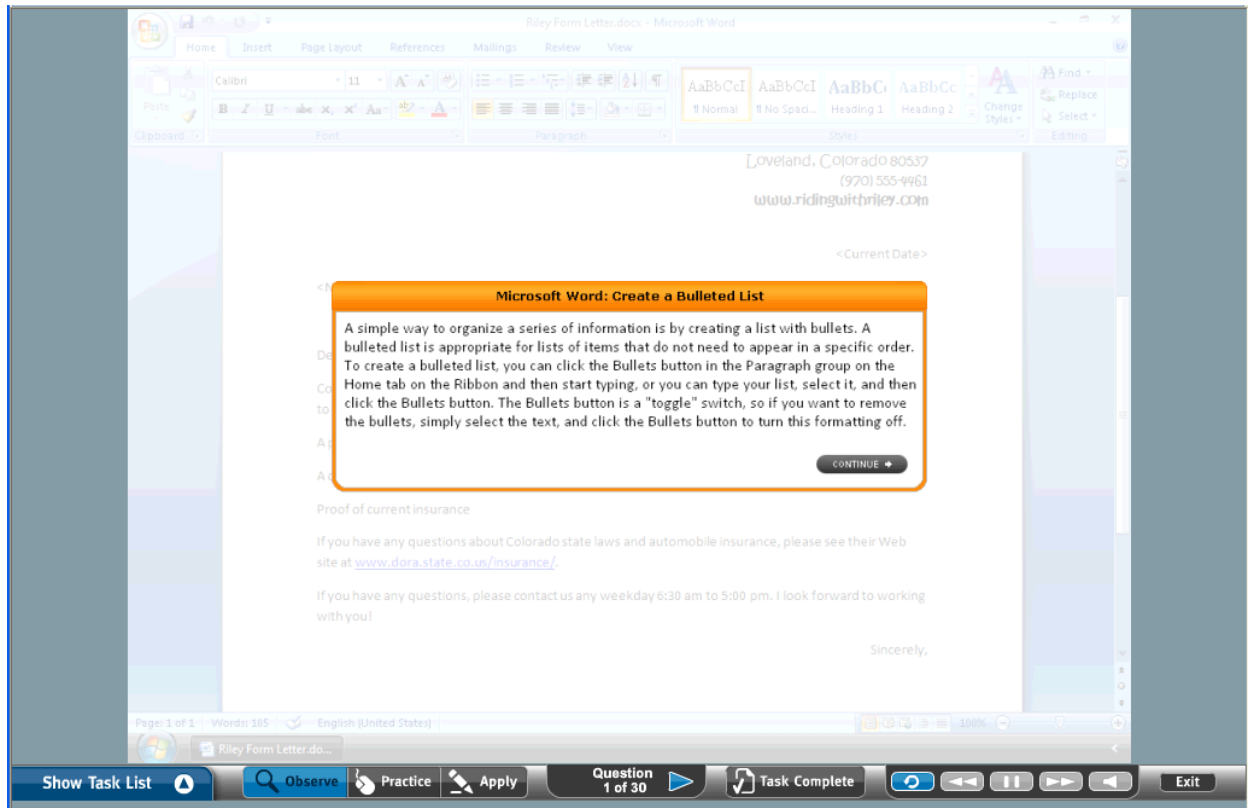 Riley Form Letter.docx - Microsoft Word
Home Insert Page Layout References Mailings Review View
Calibri 11
Find
Replace
Select
Paste
B I U abc
AaBbCcI AaBbCcI AaBbC AaBbCc
¶ Normal ¶ No Spaci... Heading 1 Heading 2
Change
Styles
Clipboard Font Paragraph Styles Editing
Loveland, Colorado 80537
(970) 555-4461
www.ridingwithriley.com
<Current Date>
Microsoft Word: Create a Bulleted List
A simple way to organize a series of information is by creating a list with bullets. A
bulleted list is appropriate for lists of items that do not need to appear in a specific order.
To create a bulleted list, you can click the Bullets button in the Paragraph group on the
Home tab on the Ribbon and then start typing, or you can type your list, select it, and then
click the Bullets button. The Bullets button is a "toggle" switch, so if you want to remove
the bullets, simply select the text, and click the Bullets button to turn this formatting off.
CONTINUE
Proof of current insurance
If you have any questions about Colorado state laws and automobile insurance, please see their Web
site at www.dora.state.co.us/insurance/.
If you have any questions, please contact us any weekday 6:30 am to 5:00 pm. I look forward to working
with you!
Sincerely,
Page: 1 of 1 Words: 105 English (United States) 100%
Riley Form Letter.do...
Show Task List Observe Practice Apply Question Task Complete Exit
1 of 30